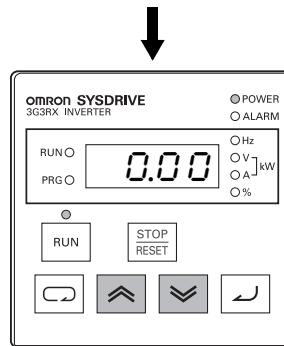 OMRON SYSDRIVE
3G3RX INVERTER
POWER
ALARM
RUN
PRG
0.00
Hz
V
A
kW
%
RUN
STOP
RESET